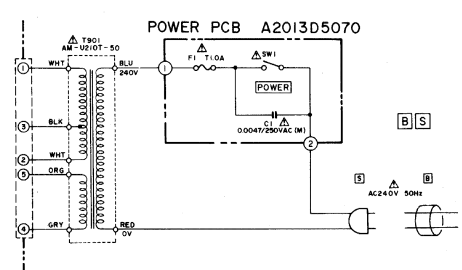 POWER PCB A2013D5070
T901
AM-U210T-50
WHT
BLU
240V
F1 T1.0A
SW1
POWER
C1
0.0047/250VAC(M)
1
1
3
BLK
2
WHT
5
ORG
4
GRY
RED
0V
2
B S
S
B
AC240V 50Hz